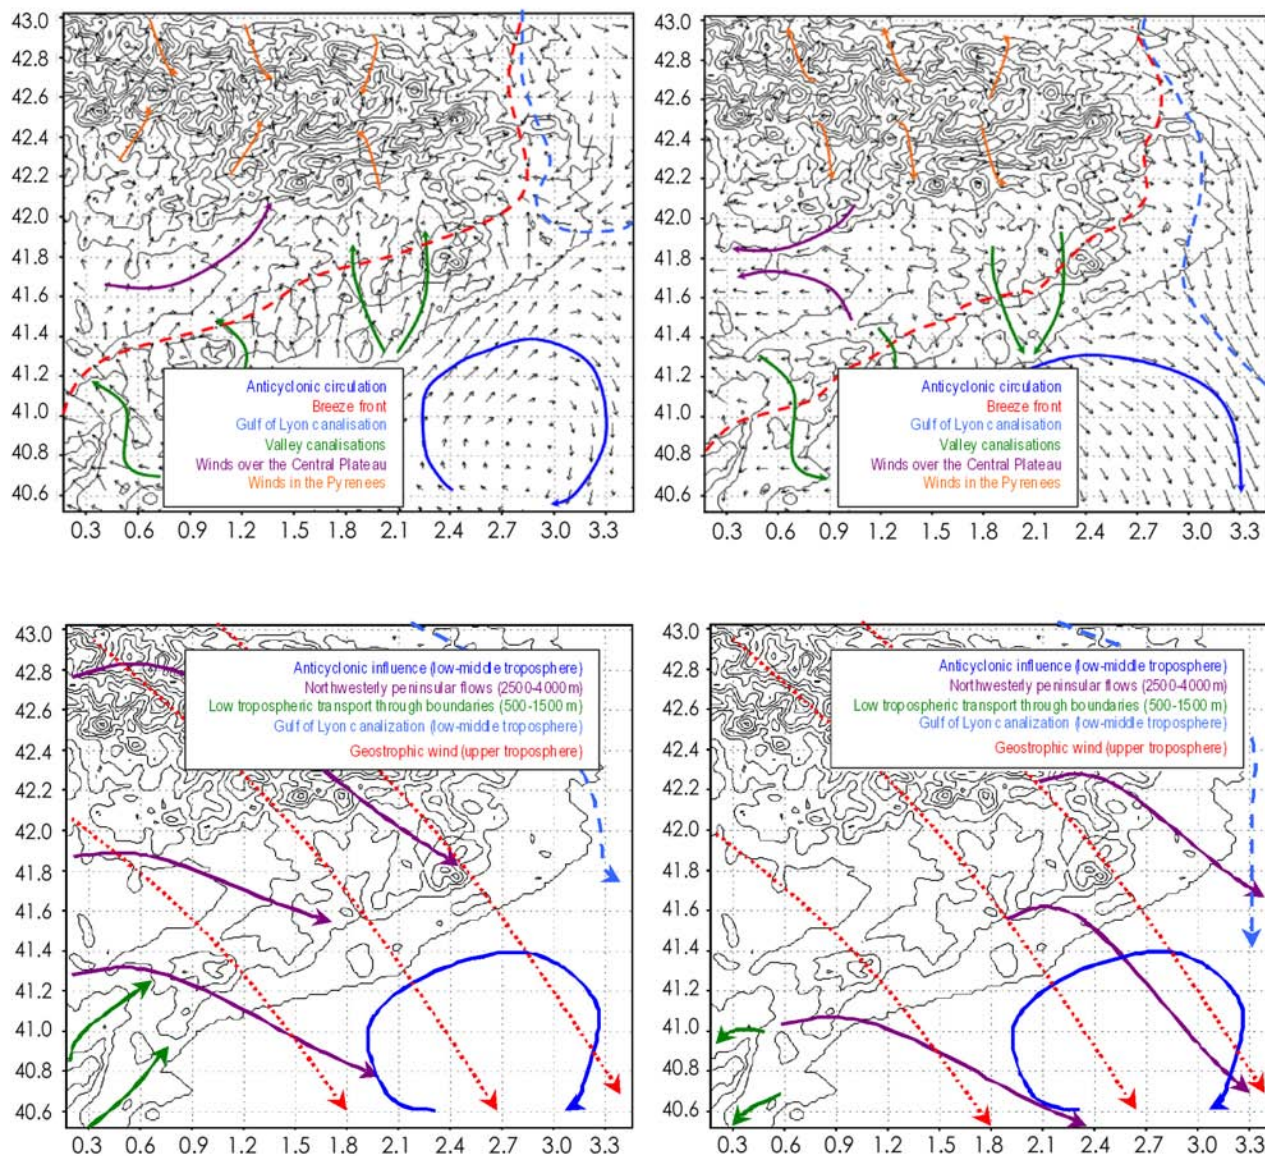 43.0
42.8
42.6
42.4
42.2
42.0
41.8
41.6
41.4
41.2
41.0
40.8
40.6
Anticyclonic circulation
Breeze front
Gulf of Lyon canalisation
Valley canalisations
Winds over the Central Plateau
Winds in the Pyrenees
0.3 0.6 0.9 1.2 1.5 1.8 2.1 2.4 2.7 3.0 3.3
43.0
42.8
42.6
42.4
42.2
42.0
41.8
41.6
41.4
41.2
41.0
40.8
40.6
Anticyclonic circulation
Breeze front
Gulf of Lyon canalisation
Valley canalisations
Winds over the Central Plateau
Winds in the Pyrenees
0.3 0.6 0.9 1.2 1.5 1.8 2.1 2.4 2.7 3.0 3.3
43.0
42.8
42.6
42.4
42.2
42.0
41.8
41.6
41.4
41.2
41.0
40.8
40.6
Anticyclonic influence (low-middle troposphere)
Northwesterly peninsular flows (2500-4000 m)
Low tropospheric transport through boundaries (500-1500 m)
Gulf of Lyon canalization (low-middle troposphere)
Geostrophic wind (upper troposphere)
0.3 0.6 0.9 1.2 1.5 1.8 2.1 2.4 2.7 3.0 3.3
43.0
42.8
42.6
42.4
42.2
42.0
41.8
41.6
41.4
41.2
41.0
40.8
40.6
Anticyclonic influence (low-middle troposphere)
Northwesterly peninsular flows (2500-4000 m)
Low tropospheric transport through boundaries (500-1500 m)
Gulf of Lyon canalization (low-middle troposphere)
Geostrophic wind (upper troposphere)
0.3 0.6 0.9 1.2 1.5 1.8 2.1 2.4 2.7 3.0 3.3